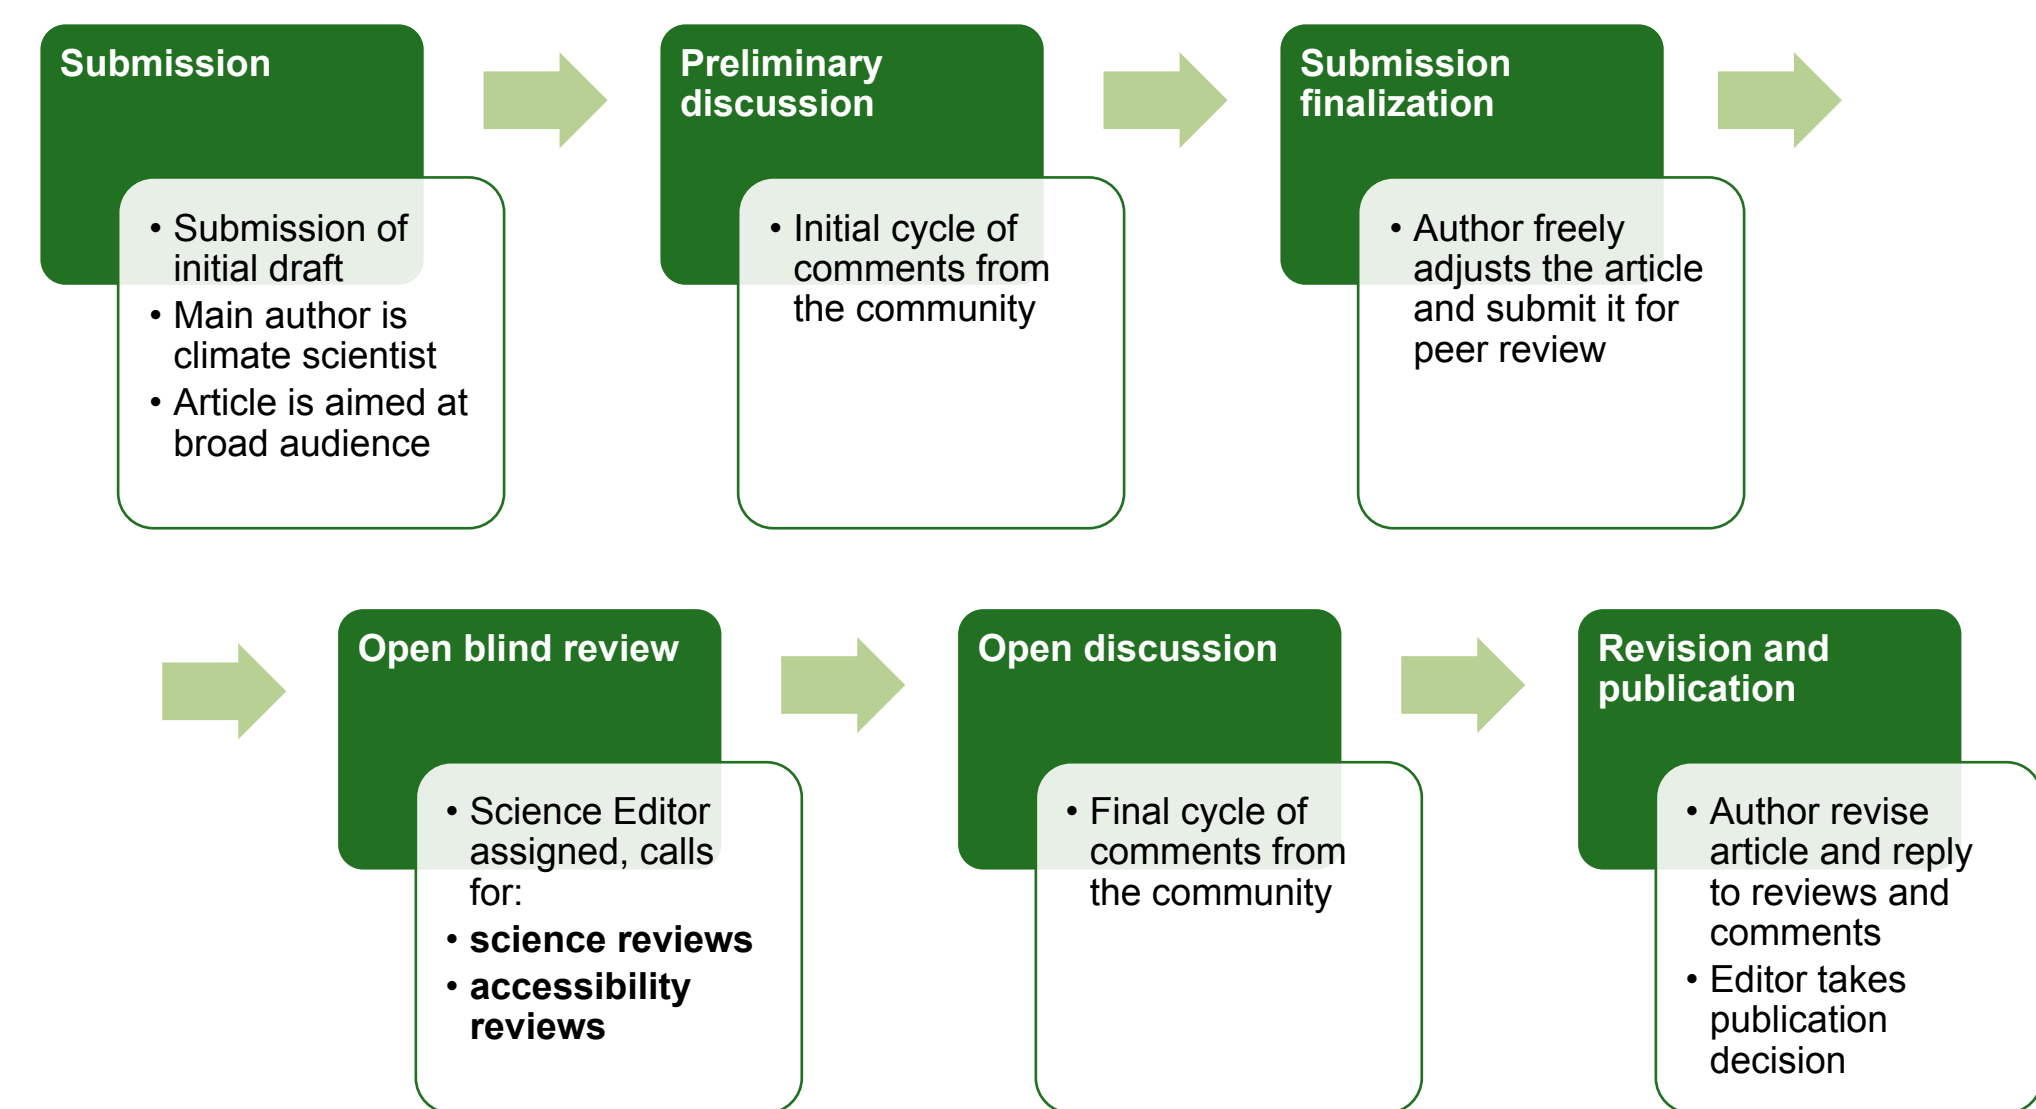 Submission
• Submission of
initial draft
• Main author is
climate scientist
• Article is aimed at
broad audience
Preliminary
discussion
• Initial cycle of
comments from
the community
Submission
finalization
• Author freely
adjusts the article
and submit it for
peer review
Open blind review
• Science Editor
assigned, calls
for:
• science reviews
• accessibility
reviews
Open discussion
• Final cycle of
comments from
the community
Revision and
publication
• Author revise
article and reply
to reviews and
comments
• Editor takes
publication
decision